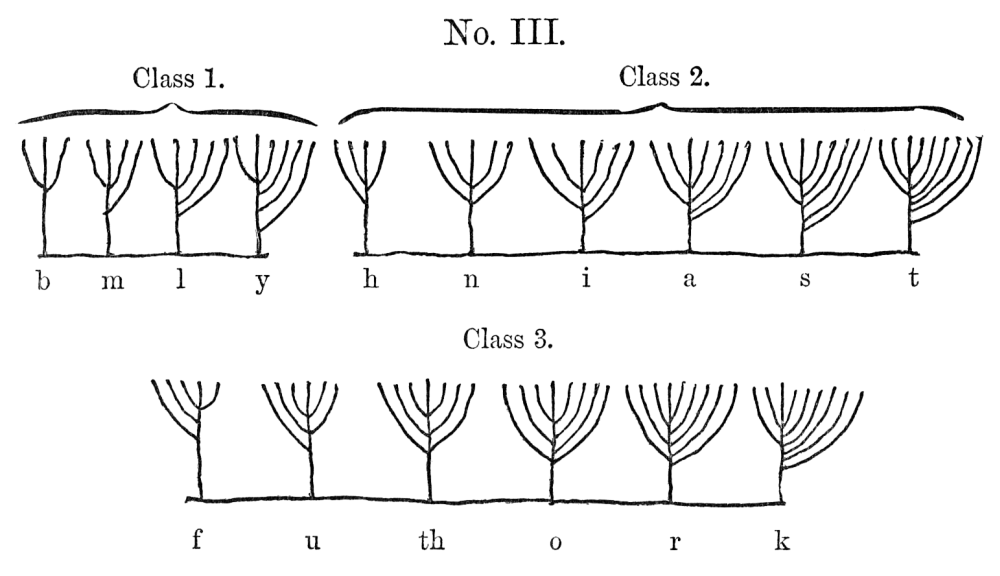 No. III.
Class 1. Class 2.
b m l y h n i a s t
Class 3.
f u th o r k